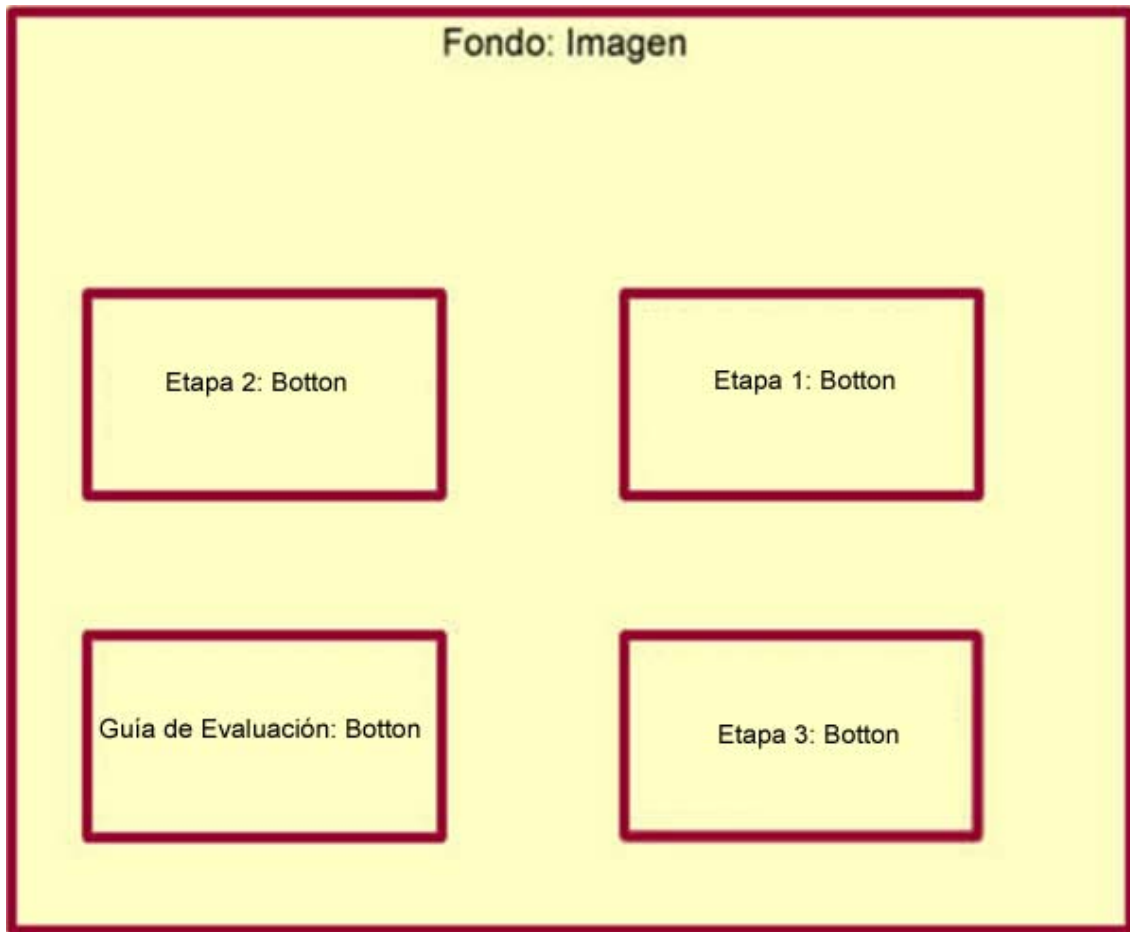 Fondo: Imagen
Etapa 2: Botton
Etapa 1: Botton
Guía de Evaluación: Botton
Etapa 3: Botton